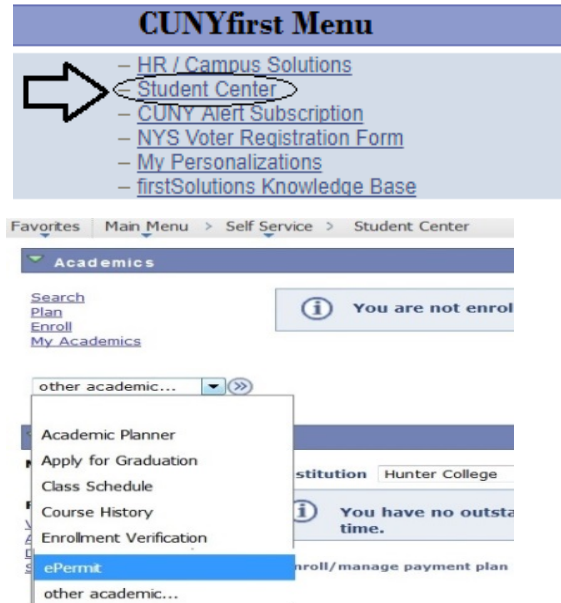 CUNYfirst Menu
– HR / Campus Solutions
– Student Center
– CUNY Alert Subscription
– NYS Voter Registration Form
– My Personalizations
– firstSolutions Knowledge Base
Favorites Main Menu > Self Service > Student Center
Academics
Search
Plan
Enroll
My Academics
You are not enrol
other academic...
Academic Planner
Apply for Graduation
Class Schedule
Course History
Enrollment Verification
ePermit
other academic...
stitution Hunter College
You have no outsta
time.
nroll/manage payment plan